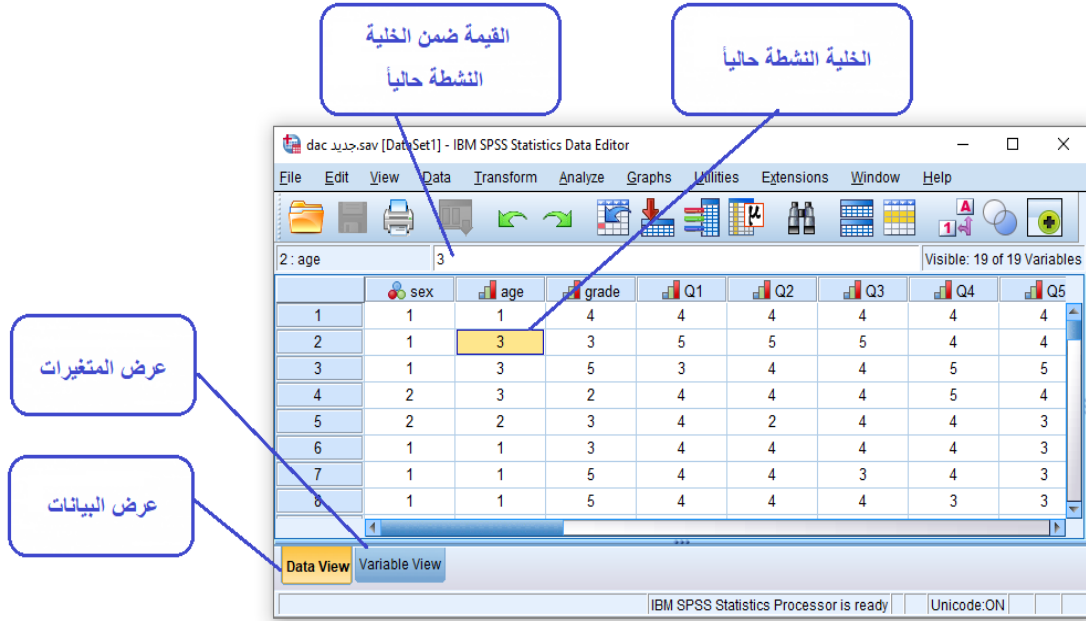 القيمة ضمن الخلية
النشطة حالياً
الخلية النشطة حالياً
dac جديد.sav [DataSet1] - IBM SPSS Statistics Data Editor
File Edit View Data Transform Analyze Graphs Utilities Extensions Window Help
2 : age 3 Visible: 19 of 19 Variables
sex age grade Q1 Q2 Q3 Q4 Q5
1 1 1 4 4 4 4 4 4
2 1 3 3 5 5 5 4 4
3 1 3 5 3 4 4 5 5
4 2 3 2 4 4 4 5 4
5 2 2 3 4 2 4 4 3
6 1 1 3 4 4 4 4 3
7 1 1 5 4 4 3 4 3
8 1 1 5 4 4 4 3 3
عرض المتغيرات
عرض البيانات
Data View Variable View
IBM SPSS Statistics Processor is ready Unicode:ON